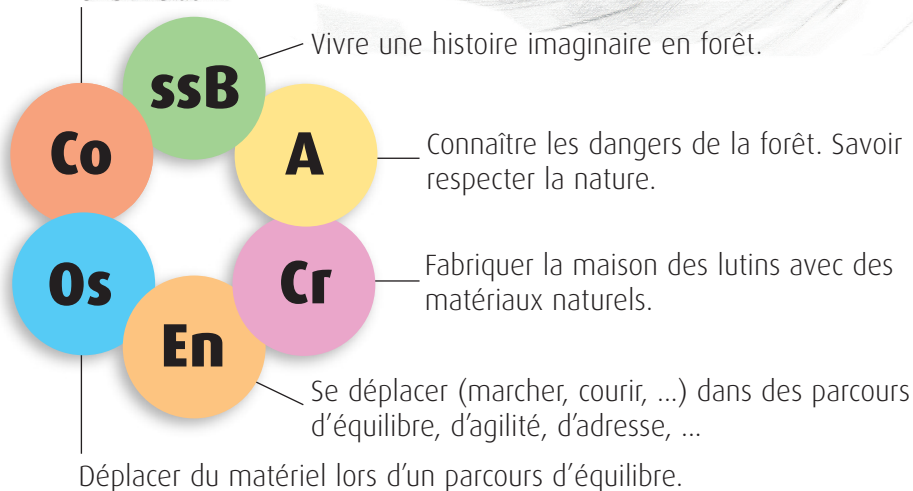 Vivre une histoire imaginaire en forêt.
ssB
Co
A
Connaître les dangers de la forêt. Savoir
respecter la nature.
Os
Cr
Fabriquer la maison des lutins avec des
matériaux naturels.
En
Se déplacer (marcher, courir, ...) dans des parcours
d'équilibre, d'agilité, d'adresse, ...
Déplacer du matériel lors d'un parcours d'équilibre.